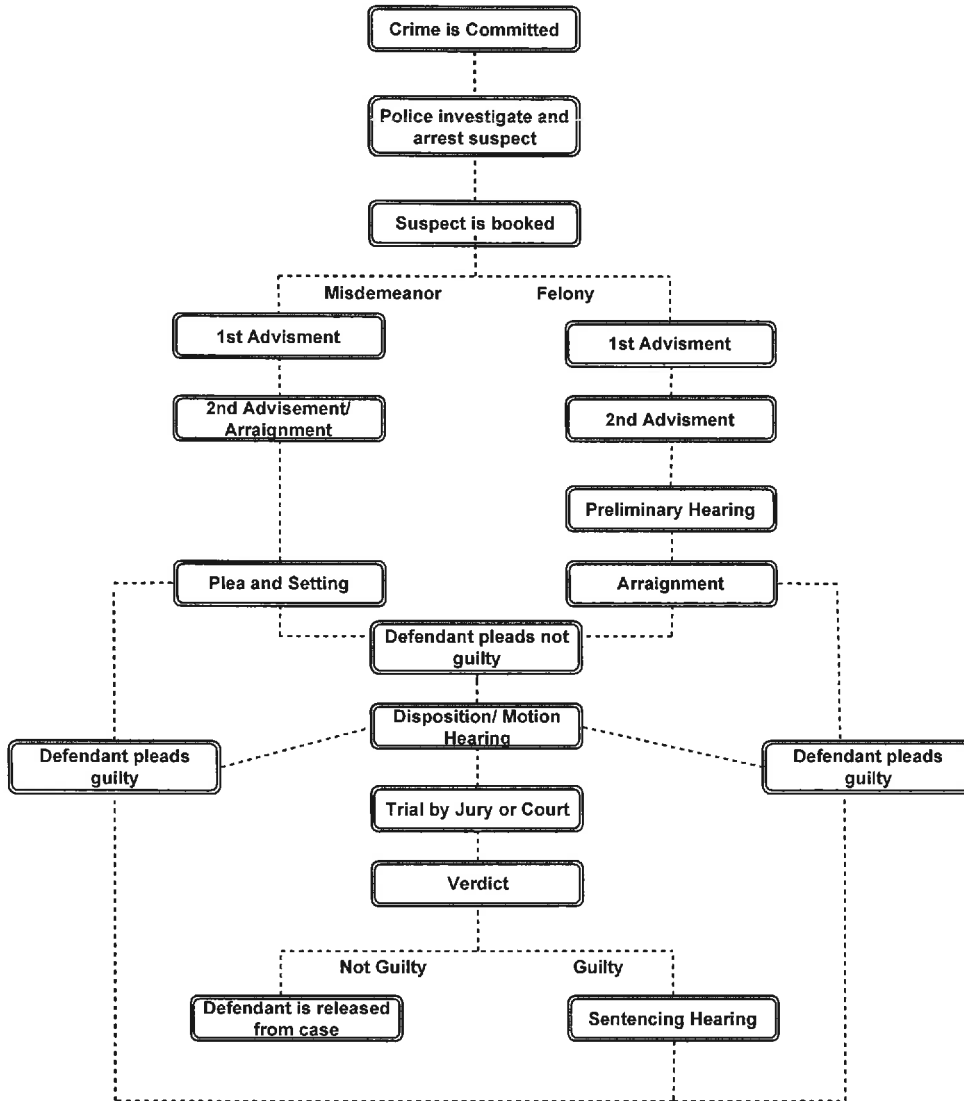 Crime is Committed
Police investigate and
arrest suspect
Suspect is booked
Misdemeanor
Felony
1st Advisment
1st Advisment
2nd Advisement/
Arraignment
2nd Advisment
Preliminary Hearing
Plea and Setting
Arraignment
Defendant pleads not
guilty
Disposition/ Motion
Hearing
Defendant pleads
guilty
Defendant pleads
guilty
Trial by Jury or Court
Verdict
Not Guilty
Guilty
Defendant is released
from case
Sentencing Hearing